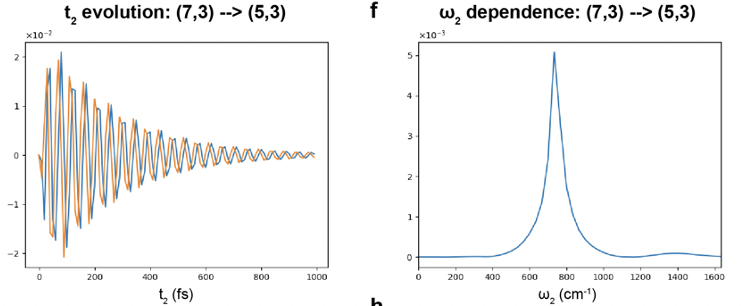 t₂ evolution: (7,3) --> (5,3)
×10⁻²
2
1
0
−1
−2
0 200 400 600 800 1000
t₂ (fs)
f ω₂ dependence: (7,3) --> (5,3)
×10⁻³
5
4
3
2
1
0
0 200 400 600 800 1000 1200 1400 1600
ω₂ (cm⁻¹)